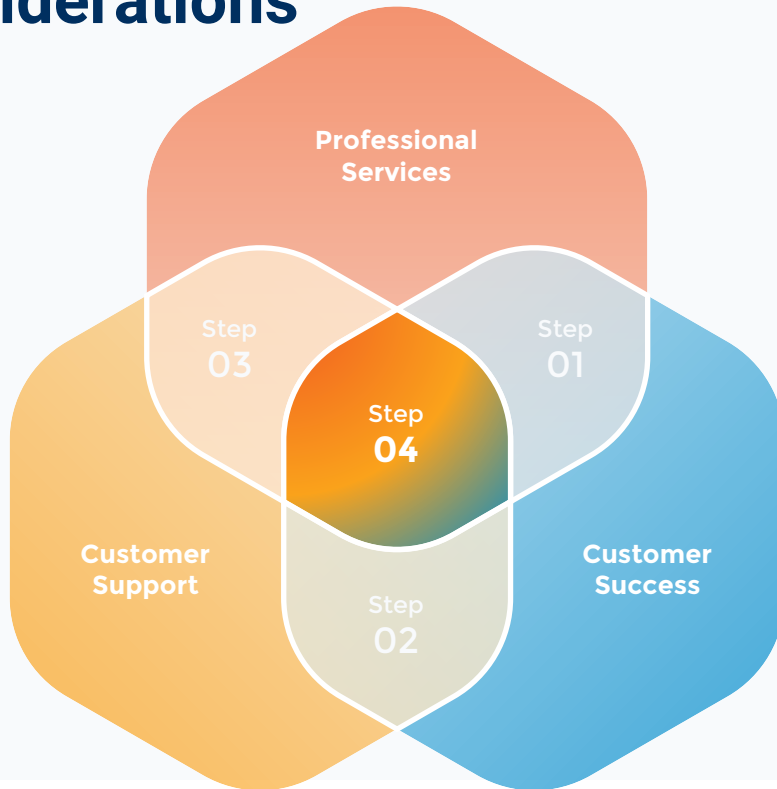 iderations
Professional
Services
Step
03
Step
01
Step
04
Customer
Support
Customer
Success
Step
02